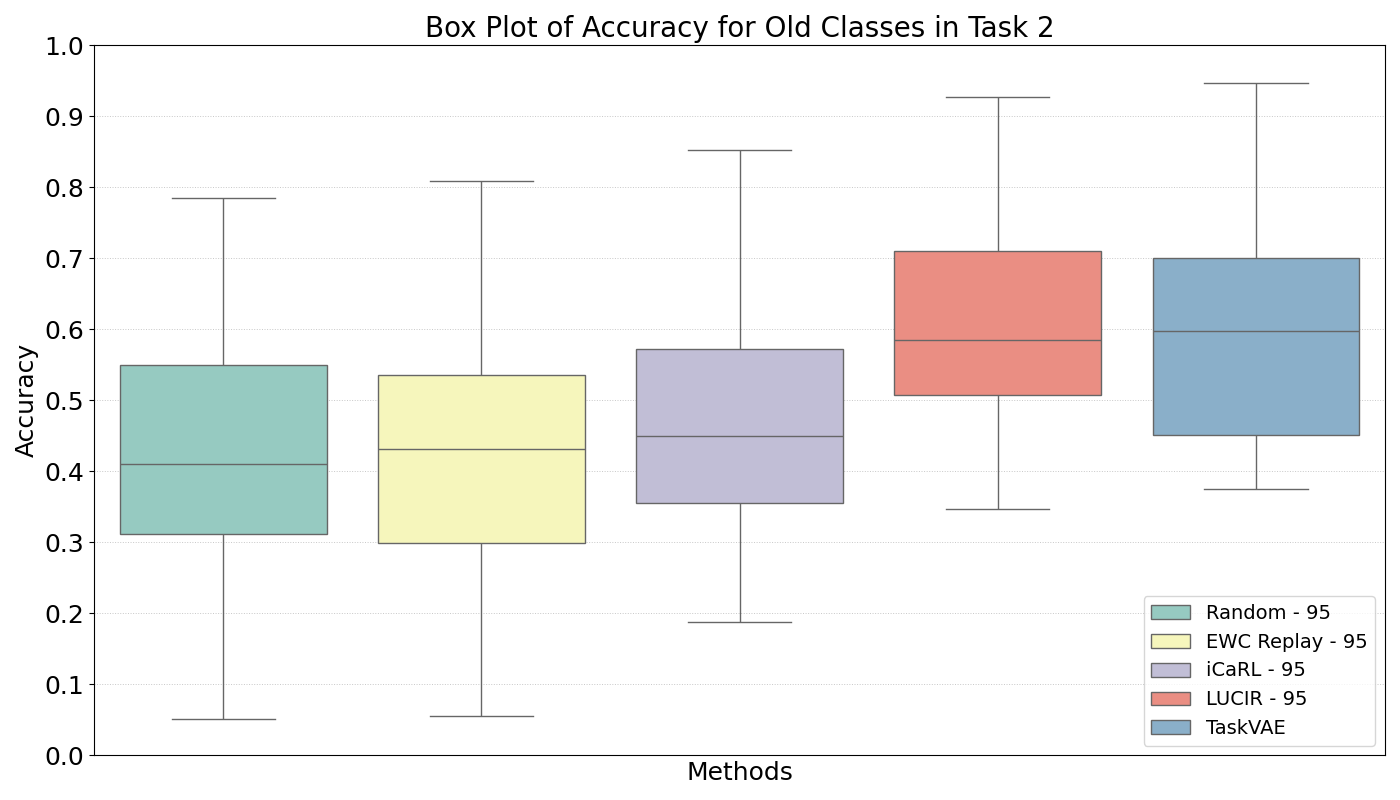 Box Plot of Accuracy for Old Classes in Task 2
1.0
0.9
0.8
0.7
0.6
0.5
0.4
0.3
0.2
0.1
0.0
Accuracy
Methods
Random - 95
EWC Replay - 95
iCaRL - 95
LUCIR - 95
TaskVAE